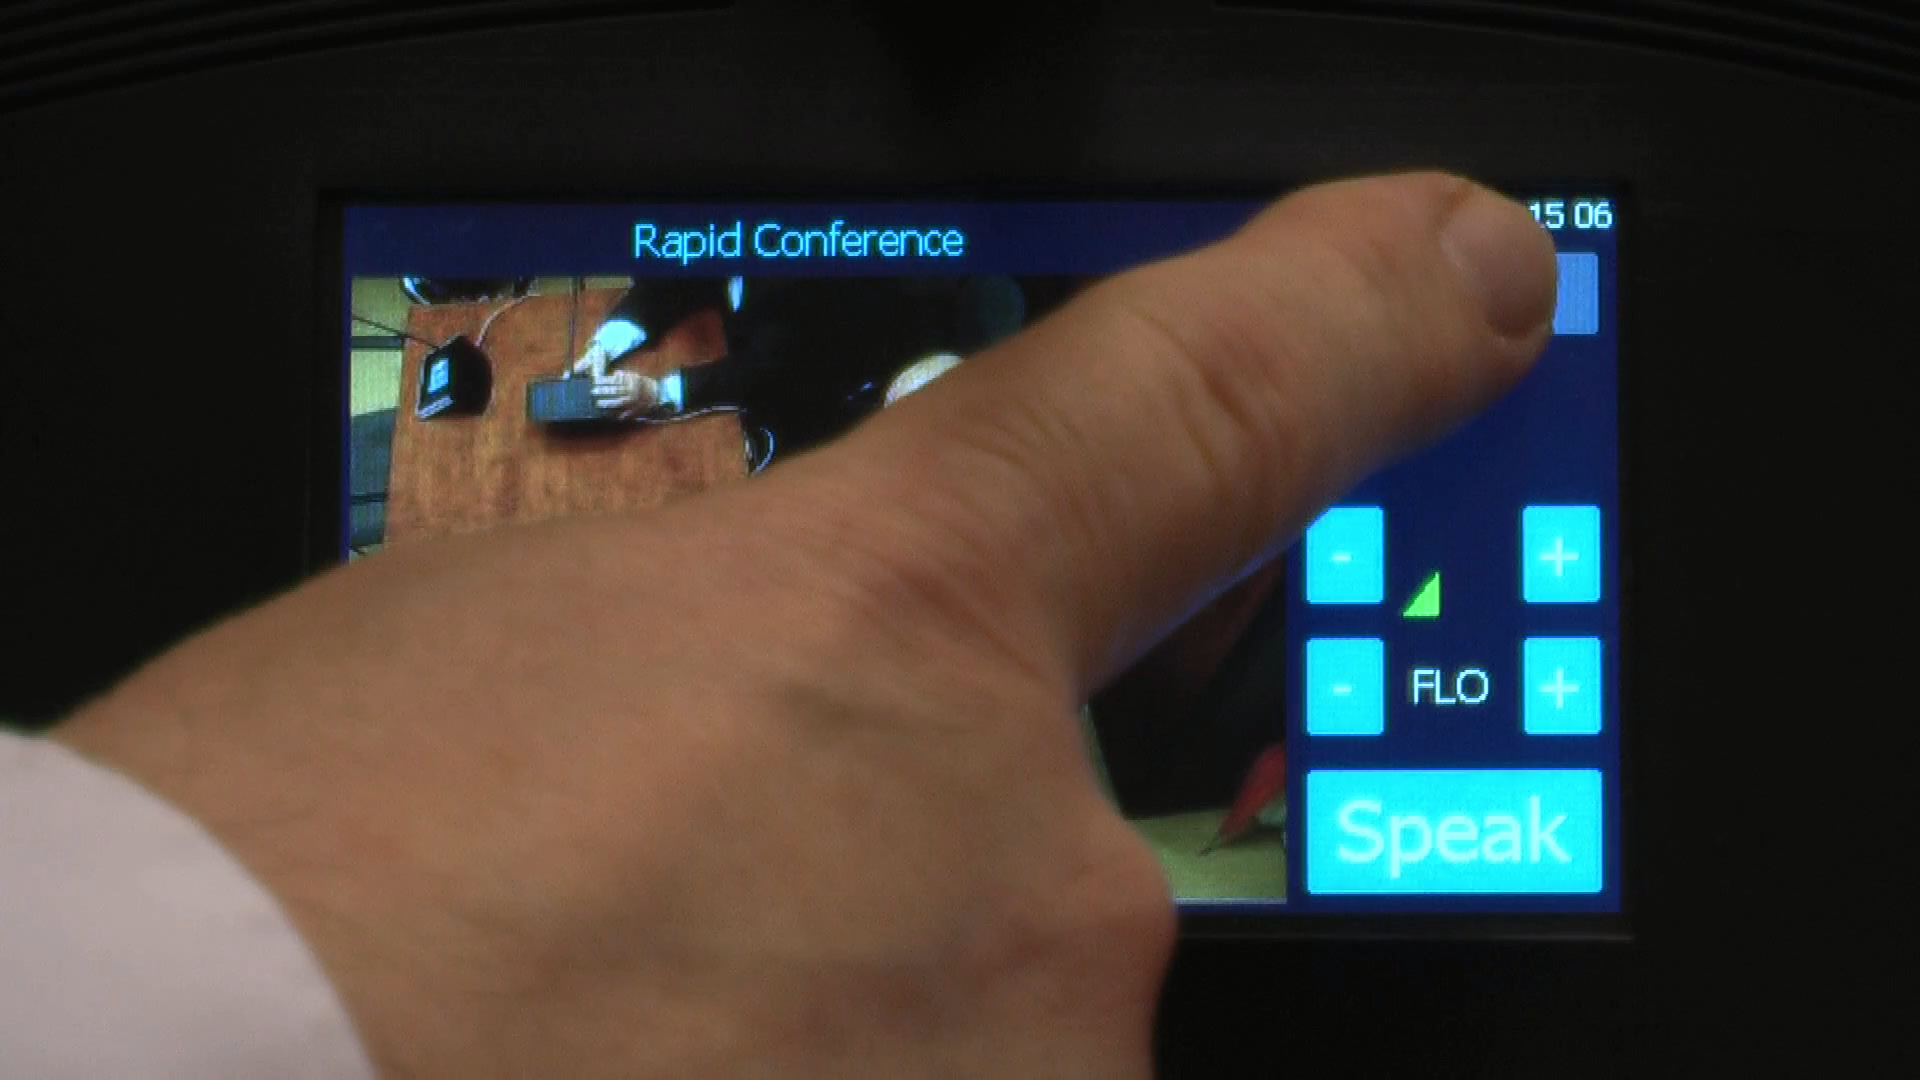 Rapid Conference
15 06
- +
- FLO +
Speak